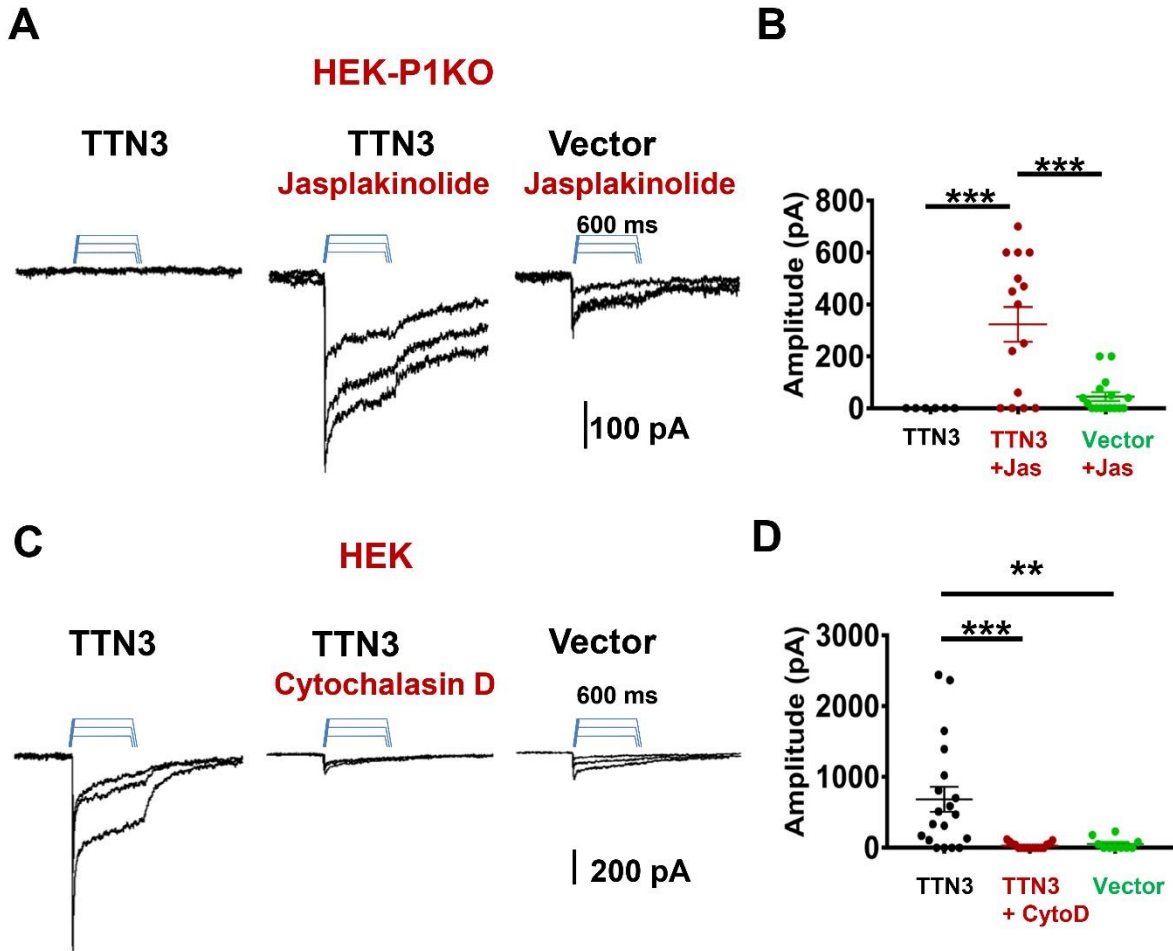 A
HEK-P1KO
TTN3
TTN3
Jasplakinolide
Vector
Jasplakinolide
600 ms
100 pA
B
Amplitude (pA)
800
600
400
200
0
***
***
TTN3
TTN3
+Jas
Vector
+Jas
C
HEK
TTN3
TTN3
Cytochalasin D
Vector
600 ms
200 pA
D
Amplitude (pA)
3000
2000
1000
0
**
***
TTN3
TTN3
+ CytoD
Vector